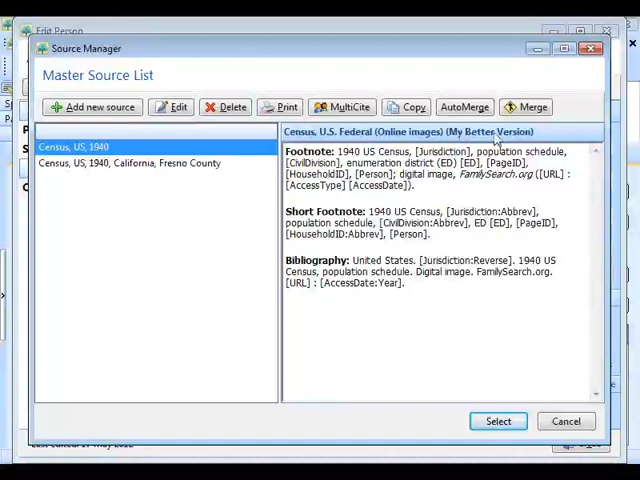 Edit Person
Source Manager
Master Source List
Add new source
Edit
Delete
Print
MultiCite
Copy
AutoMerge
Merge
Census, US, 1940
Census, US, 1940, California, Fresno County
Census, U.S. Federal (Online images) (My Better Version)
Footnote: 1940 US Census, [Jurisdiction], population schedule,
[CivilDivision], enumeration district (ED) [ED], [PageID],
[HouseholdID], [Person]; digital image, FamilySearch.org ([URL] :
[AccessType] [AccessDate]).
Short Footnote: 1940 US Census, [Jurisdiction:Abbrev],
population schedule, [CivilDivision:Abbrev], ED [ED], [PageID],
[HouseholdID:Abbrev], [Person].
Bibliography: United States. [Jurisdiction:Reverse]. 1940 US
Census, population schedule. Digital image. FamilySearch.org.
[URL] : [AccessDate:Year].
Select
Cancel